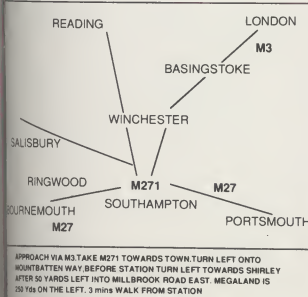 READING
LONDON
M3
BASINGSTOKE
WINCHESTER
SALISBURY
RINGWOOD
M271
M27
BOURNEMOUTH
SOUTHAMPTON
M27
PORTSMOUTH
APPROACH VIA M3.TAKE M271 TOWARDS TOWN.TURN LEFT ONTO
MOUNTBATTEN WAY,BEFORE STATION TURN LEFT TOWARDS SHIRLEY
AFTER 50 YARDS LEFT INTO MILLBROOK ROAD EAST. MEGALAND IS
250 Yds ON THE LEFT. 3 mins WALK FROM STATION